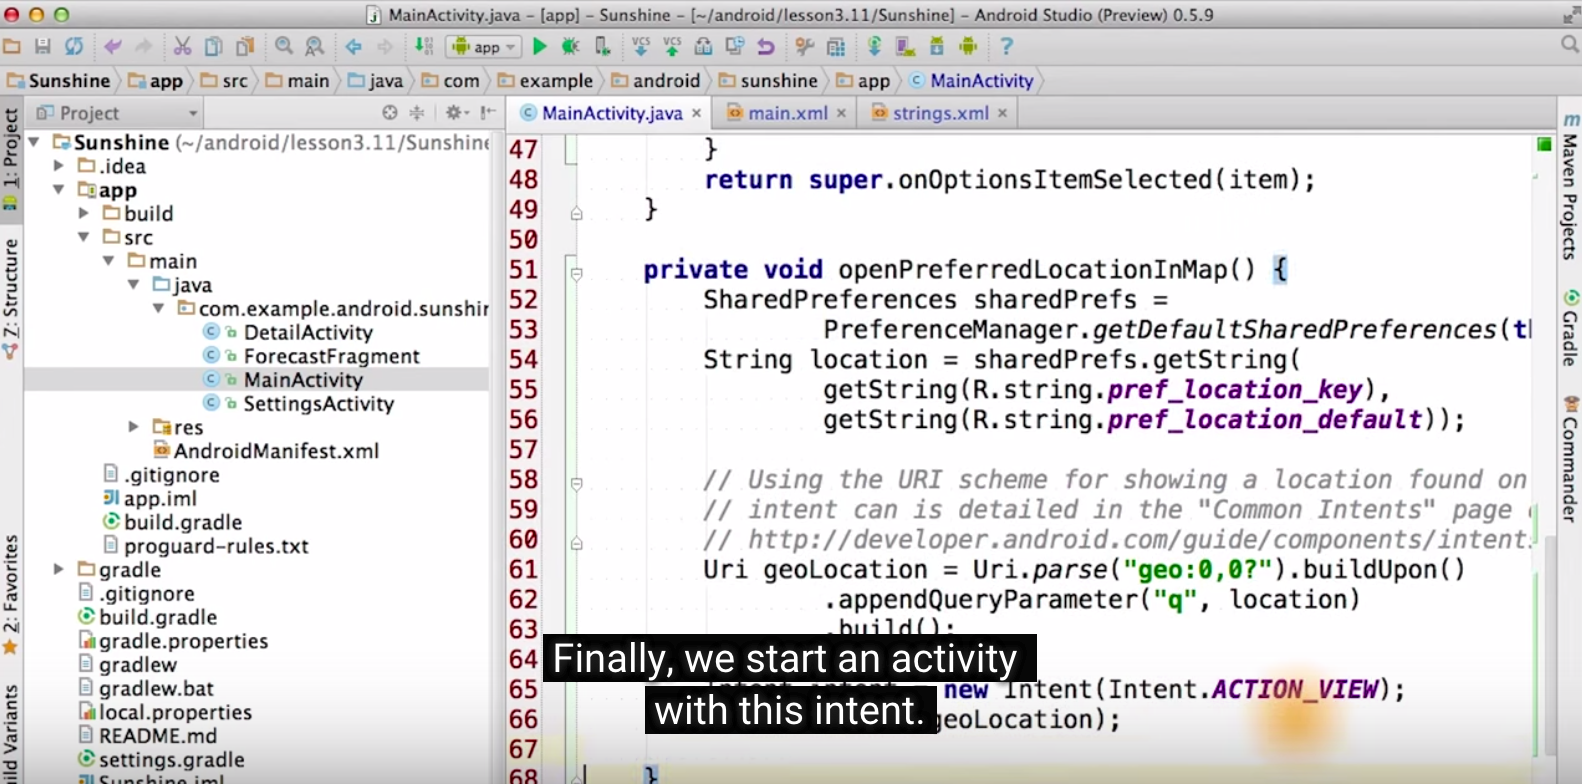 MainActivity.java – [app] – Sunshine – [~/android/lesson3.11/Sunshine] – Android Studio (Preview) 0.5.9
app
Sunshine app src main java com example android sunshine app MainActivity
Project
MainActivity.java main.xml strings.xml
1: Project
Z: Structure
2: Favorites
Variants
Sunshine (~/android/lesson3.11/Sunshine
.idea
app
build
src
main
java
com.example.android.sunshin
DetailActivity
ForecastFragment
MainActivity
SettingsActivity
res
AndroidManifest.xml
.gitignore
app.iml
build.gradle
proguard-rules.txt
gradle
.gitignore
build.gradle
gradle.properties
gradlew
gradlew.bat
local.properties
README.md
settings.gradle
Sunshine.iml
47 }
48 return super.onOptionsItemSelected(item);
49 }
50
51 private void openPreferredLocationInMap() {
52 SharedPreferences sharedPrefs =
53 PreferenceManager.getDefaultSharedPreferences(th
54 String location = sharedPrefs.getString(
55 getString(R.string.pref_location_key),
56 getString(R.string.pref_location_default));
57
58 // Using the URI scheme for showing a location found on
59 // intent can is detailed in the "Common Intents" page
60 // http://developer.android.com/guide/components/intent
61 Uri geoLocation = Uri.parse("geo:0,0?").buildUpon()
62 .appendQueryParameter("q", location)
63 .build();
64
65 new Intent(Intent.ACTION_VIEW);
66 geoLocation);
67
68 }
Finally, we start an activity
with this intent.
Maven Projects
Gradle
Commander